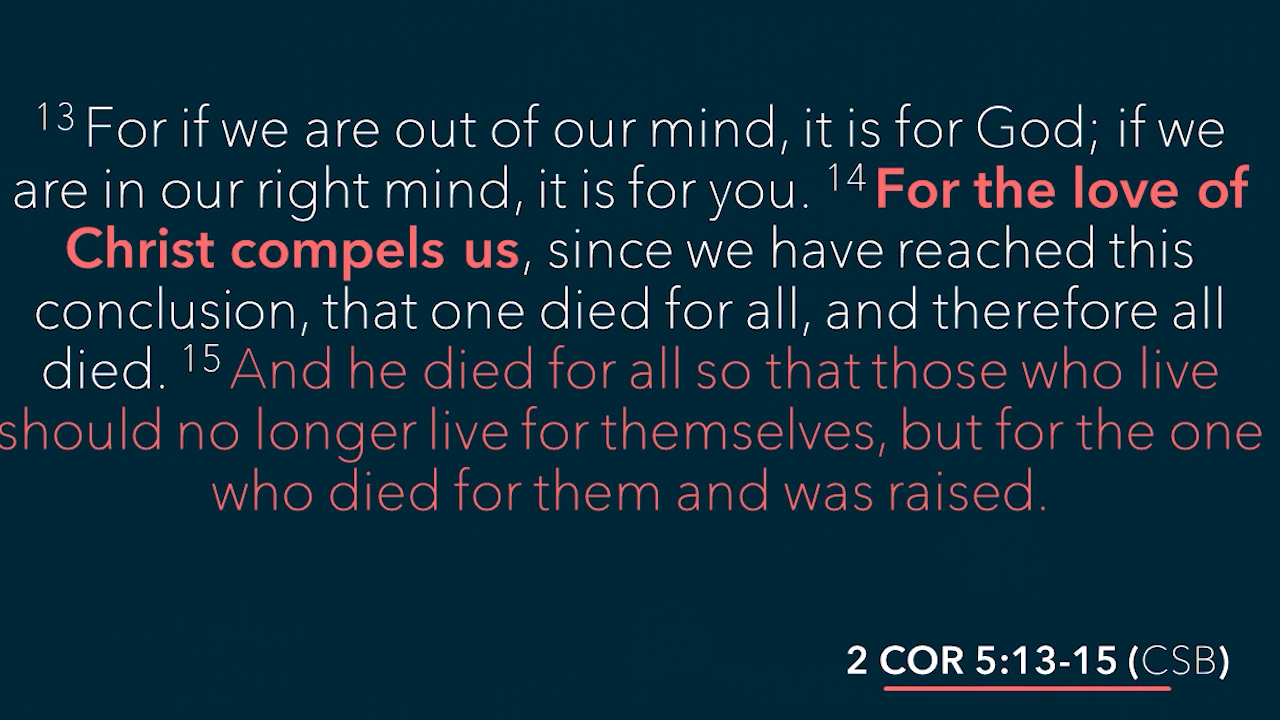 13 For if we are out of our mind, it is for God; if we
are in our right mind, it is for you. 14 For the love of
Christ compels us, since we have reached this
conclusion, that one died for all, and therefore all
died. 15 And he died for all so that those who live
should no longer live for themselves, but for the one
who died for them and was raised.
2 COR 5:13-15 (CSB)